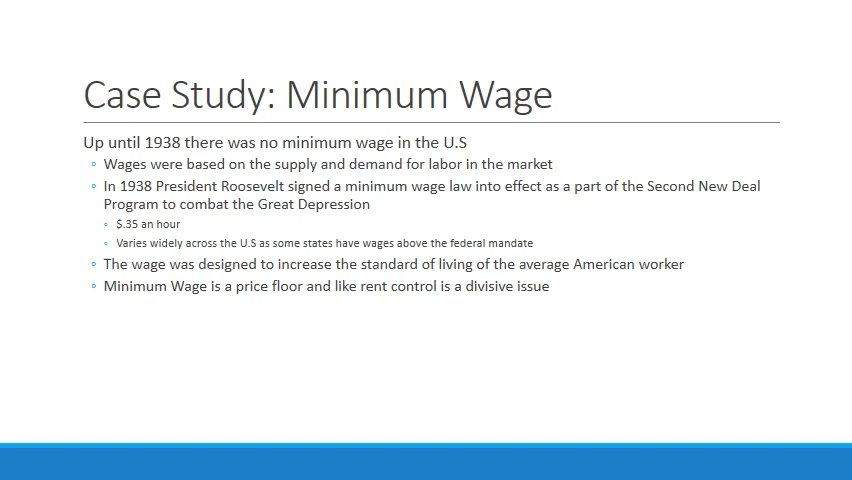 Case Study: Minimum Wage
Up until 1938 there was no minimum wage in the U.S
◦ Wages were based on the supply and demand for labor in the market
◦ In 1938 President Roosevelt signed a minimum wage law into effect as a part of the Second New Deal
Program to combat the Great Depression
◦ $.35 an hour
◦ Varies widely across the U.S as some states have wages above the federal mandate
◦ The wage was designed to increase the standard of living of the average American worker
◦ Minimum Wage is a price floor and like rent control is a divisive issue